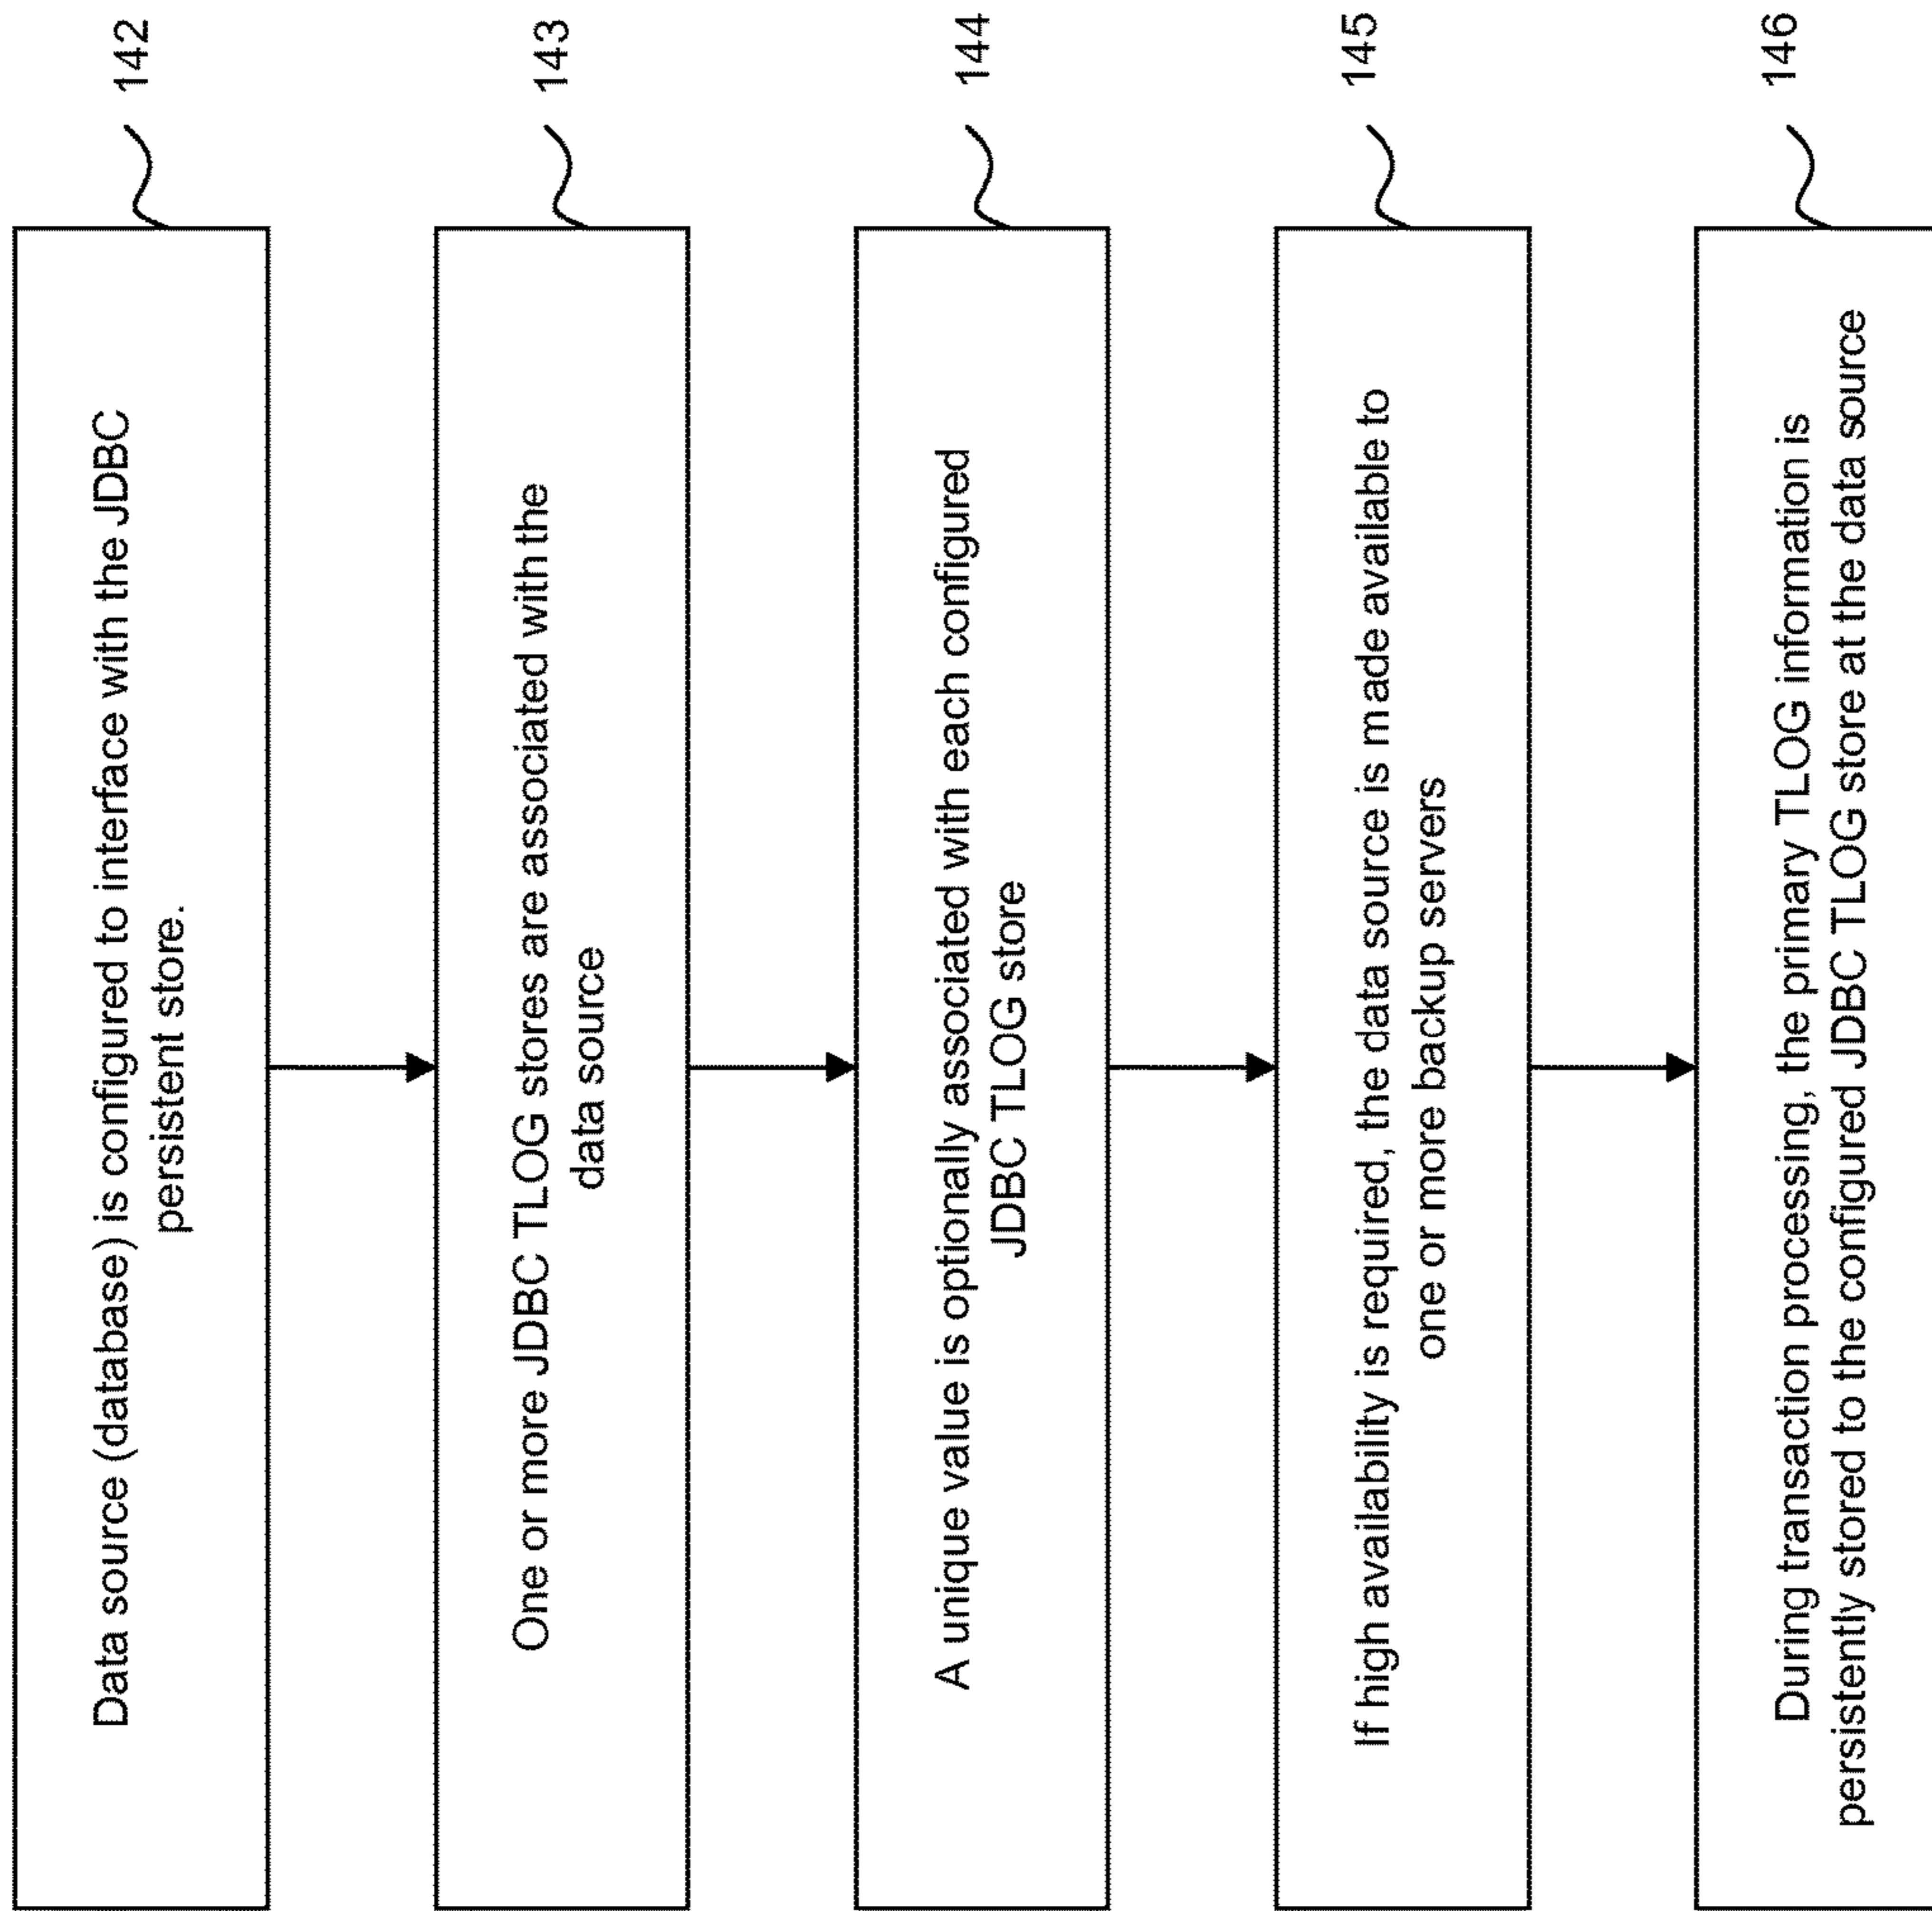 Data source (database) is configured to interface with the JDBC
persistent store.
142
One or more JDBC TLOG stores are associated with the
data source
143
A unique value is optionally associated with each configured
JDBC TLOG store
144
If high availability is required, the data source is made available to
one or more backup servers
145
During transaction processing, the primary TLOG information is
persistently stored to the configured JDBC TLOG store at the data source
146